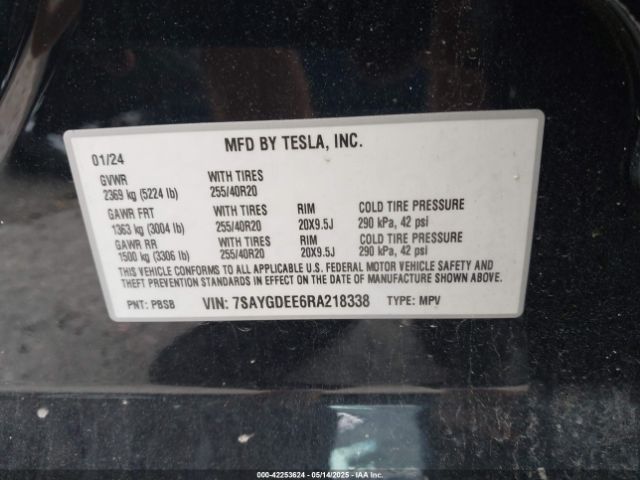 MFD BY TESLA, INC.
01/24
GVWR WITH TIRES
2369 kg (5224 lb) 255/40R20
GAWR FRT WITH TIRES RIM COLD TIRE PRESSURE
1363 kg (3004 lb) 255/40R20 20X9.5J 290 kPa, 42 psi
GAWR RR WITH TIRES RIM COLD TIRE PRESSURE
1500 kg (3306 lb) 255/40R20 20X9.5J 290 kPa, 42 psi
THIS VEHICLE CONFORMS TO ALL APPLICABLE U.S. FEDERAL MOTOR VEHICLE SAFETY AND
THEFT PREVENTION STANDARDS IN EFFECT ON THE DATE OF MANUFACTURE SHOWN ABOVE.
PNT: PBSB VIN: 7SAYGDEE6RA218338 TYPE: MPV
000-42253624 - 05/14/2025 - IAAI.COM